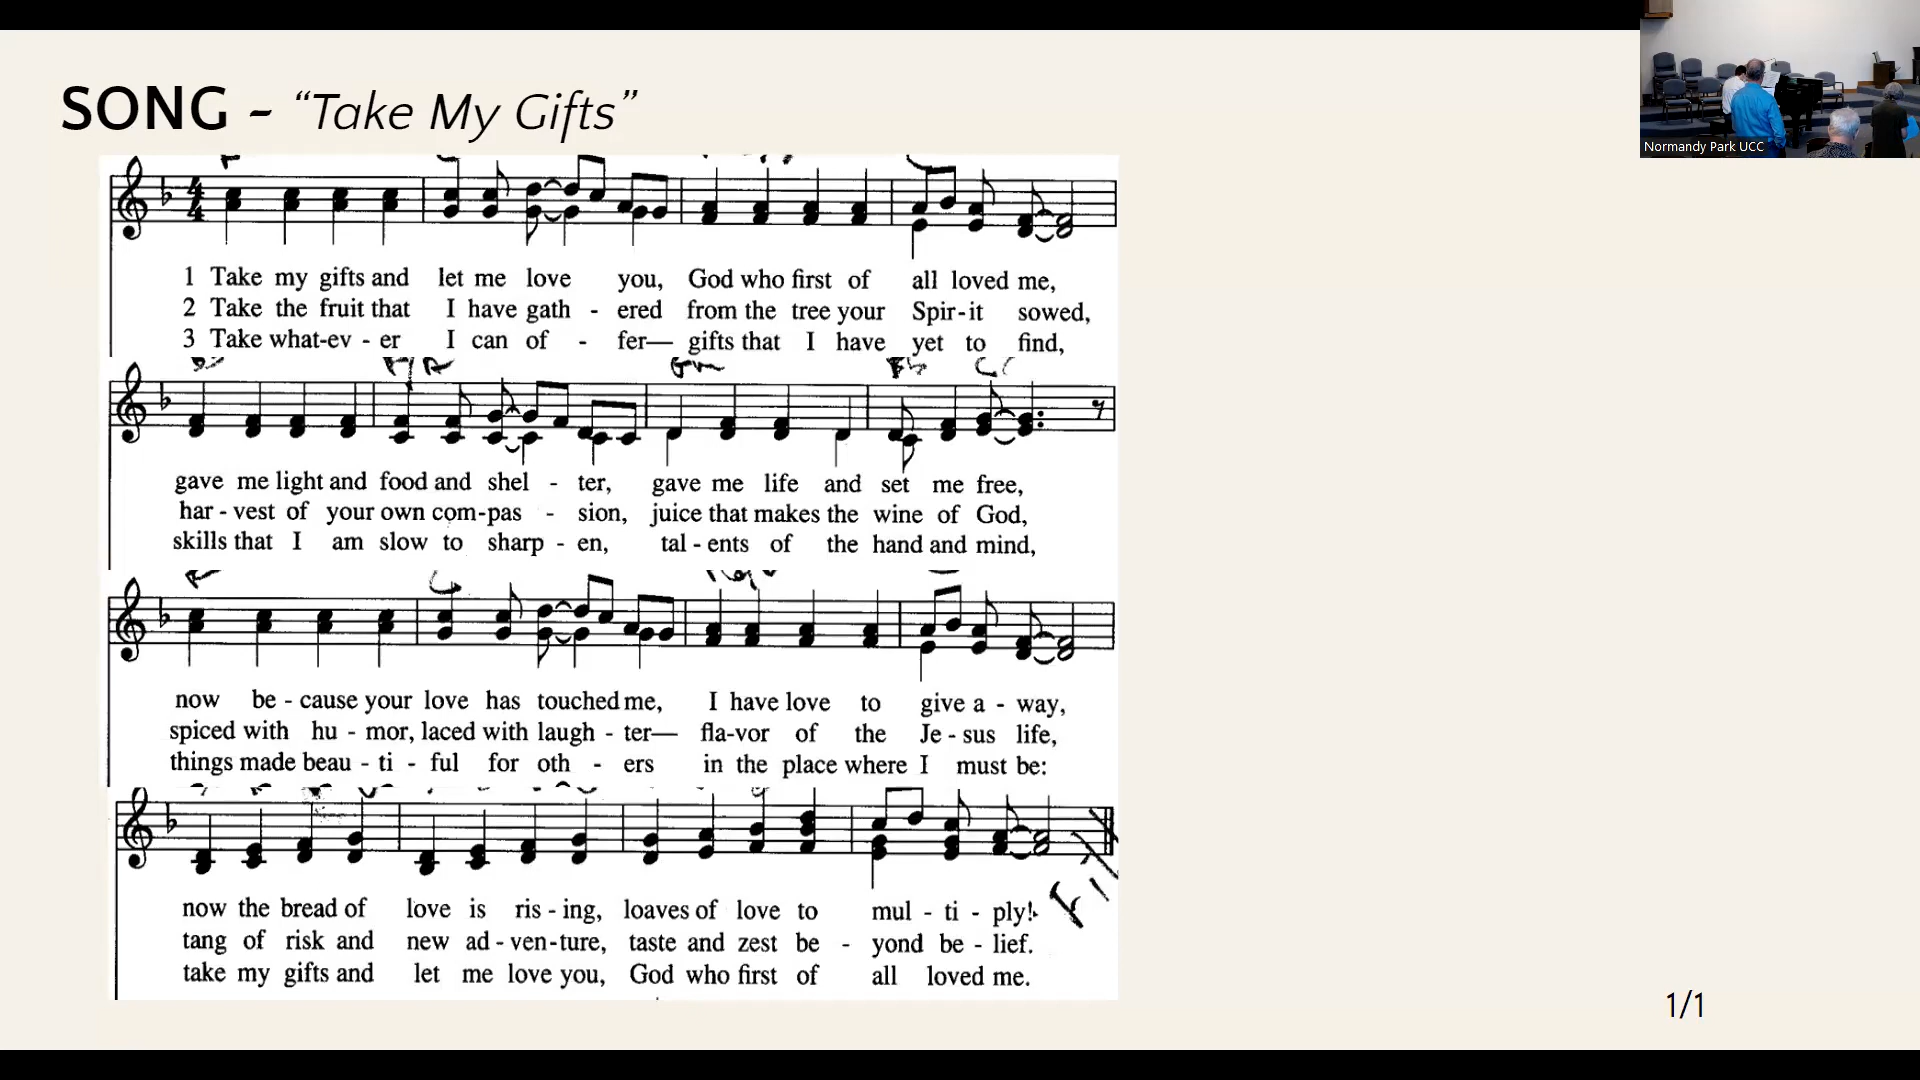 SONG ~ “Take My Gifts”
Normandy Park UCC
1 Take my gifts and let me love you, God who first of all loved me,
2 Take the fruit that I have gath - ered from the tree your Spir-it sowed,
3 Take what-ev - er I can of - fer— gifts that I have yet to find,
gave me light and food and shel - ter, gave me life and set me free,
har - vest of your own com-pas - sion, juice that makes the wine of God,
skills that I am slow to sharp - en, tal - ents of the hand and mind,
now be - cause your love has touched me, I have love to give a - way,
spiced with hu - mor, laced with laugh - ter— fla-vor of the Je - sus life,
things made beau - ti - ful for oth - ers in the place where I must be:
now the bread of love is ris - ing, loaves of love to mul - ti - ply!
tang of risk and new ad - ven-ture, taste and zest be - yond be - lief.
take my gifts and let me love you, God who first of all loved me.
1/1